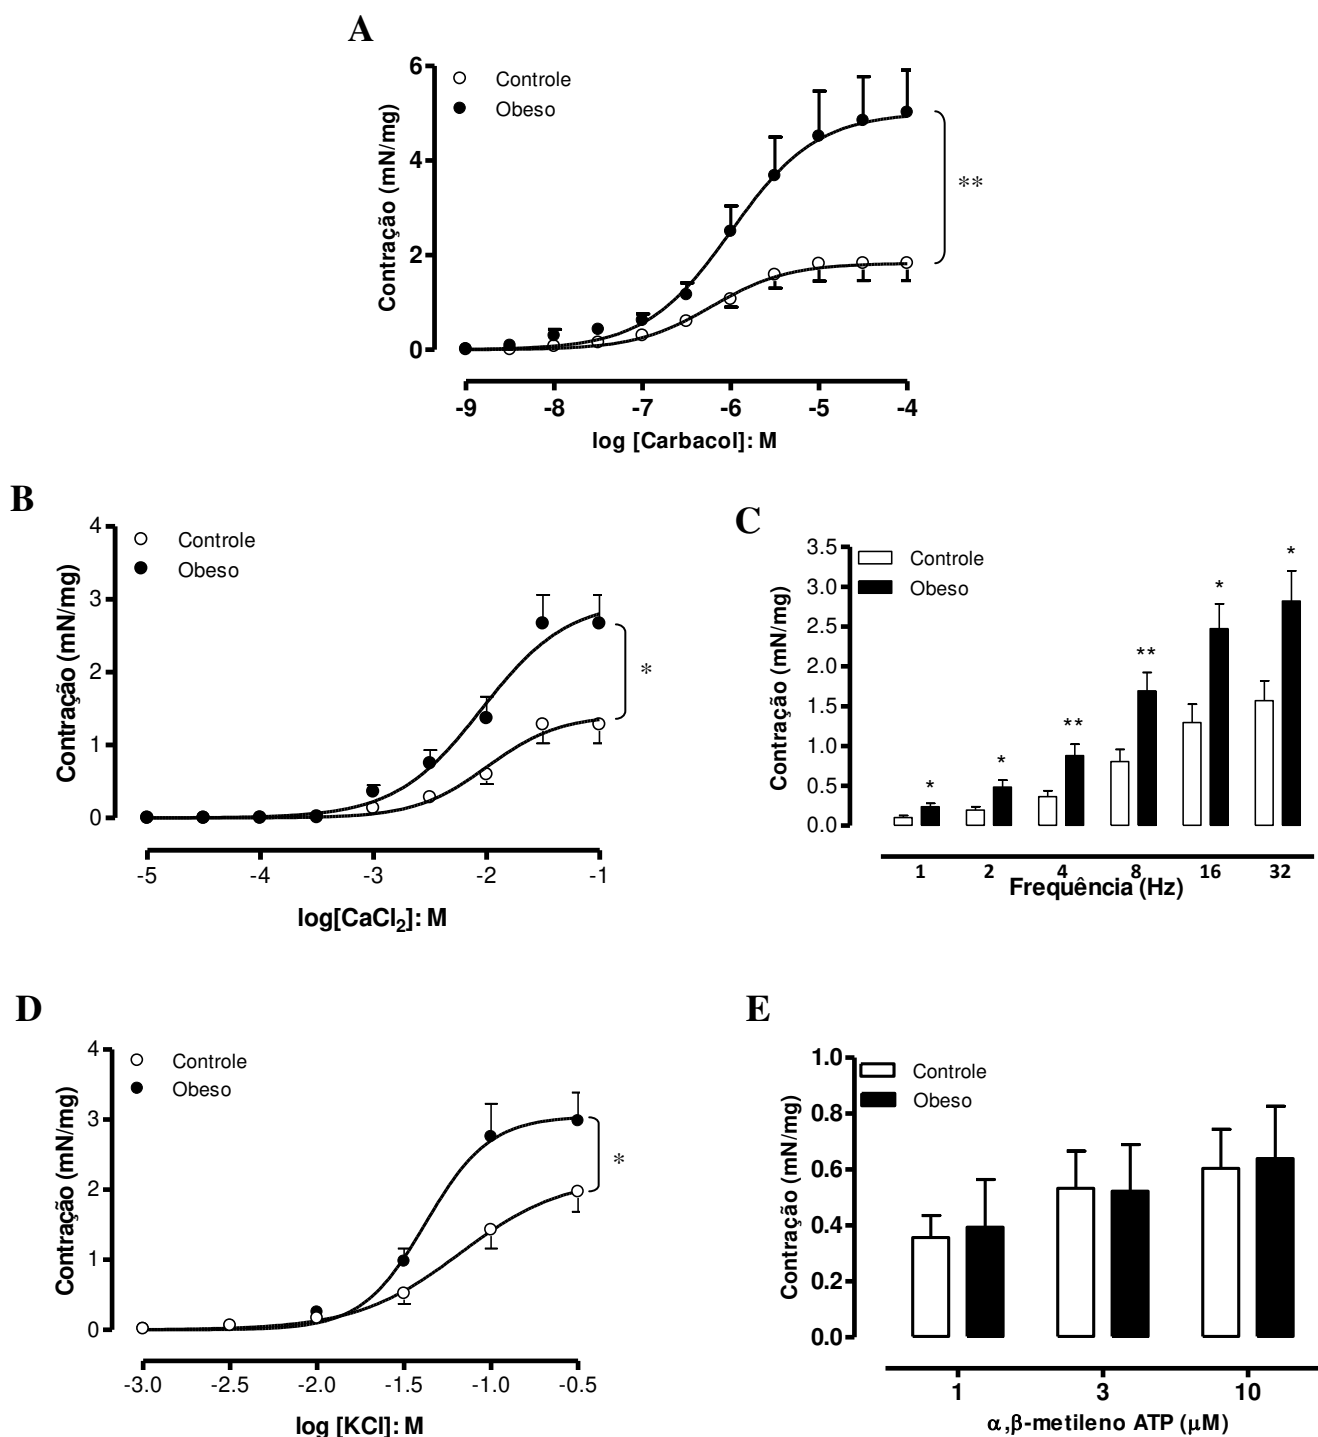 A
Contração (mN/mg)
6
4
2
0
Controle
Obeso
**
-9 -8 -7 -6 -5 -4
log [Carbacol]: M
B
Contração (mN/mg)
4
3
2
1
0
Controle
Obeso
*
-5 -4 -3 -2 -1
log[CaCl₂]: M
C
Contração (mN/mg)
3.5
3.0
2.5
2.0
1.5
1.0
0.5
0.0
Controle
Obeso
* * ** ** * *
1 2 4 8 16 32
Frequência (Hz)
D
Contração (mN/mg)
4
3
2
1
0
Controle
Obeso
*
-3.0 -2.5 -2.0 -1.5 -1.0 -0.5
log [KCl]: M
E
Contração (mN/mg)
1.0
0.8
0.6
0.4
0.2
0.0
Controle
Obeso
1 3 10
α,β-metileno ATP (μM)